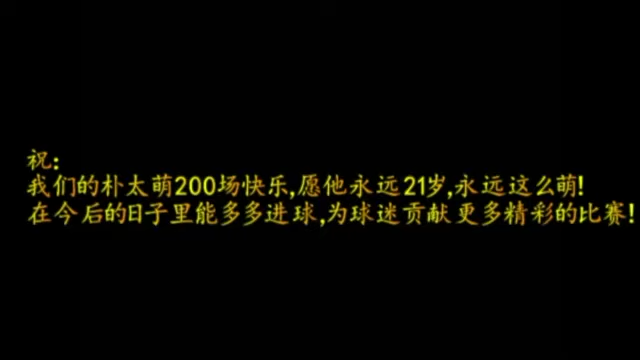 祝:
我们的朴太萌200场快乐,愿他永远21岁,永远这么萌!
在今后的日子里能多多进球,为球迷贡献更多精彩的比赛!